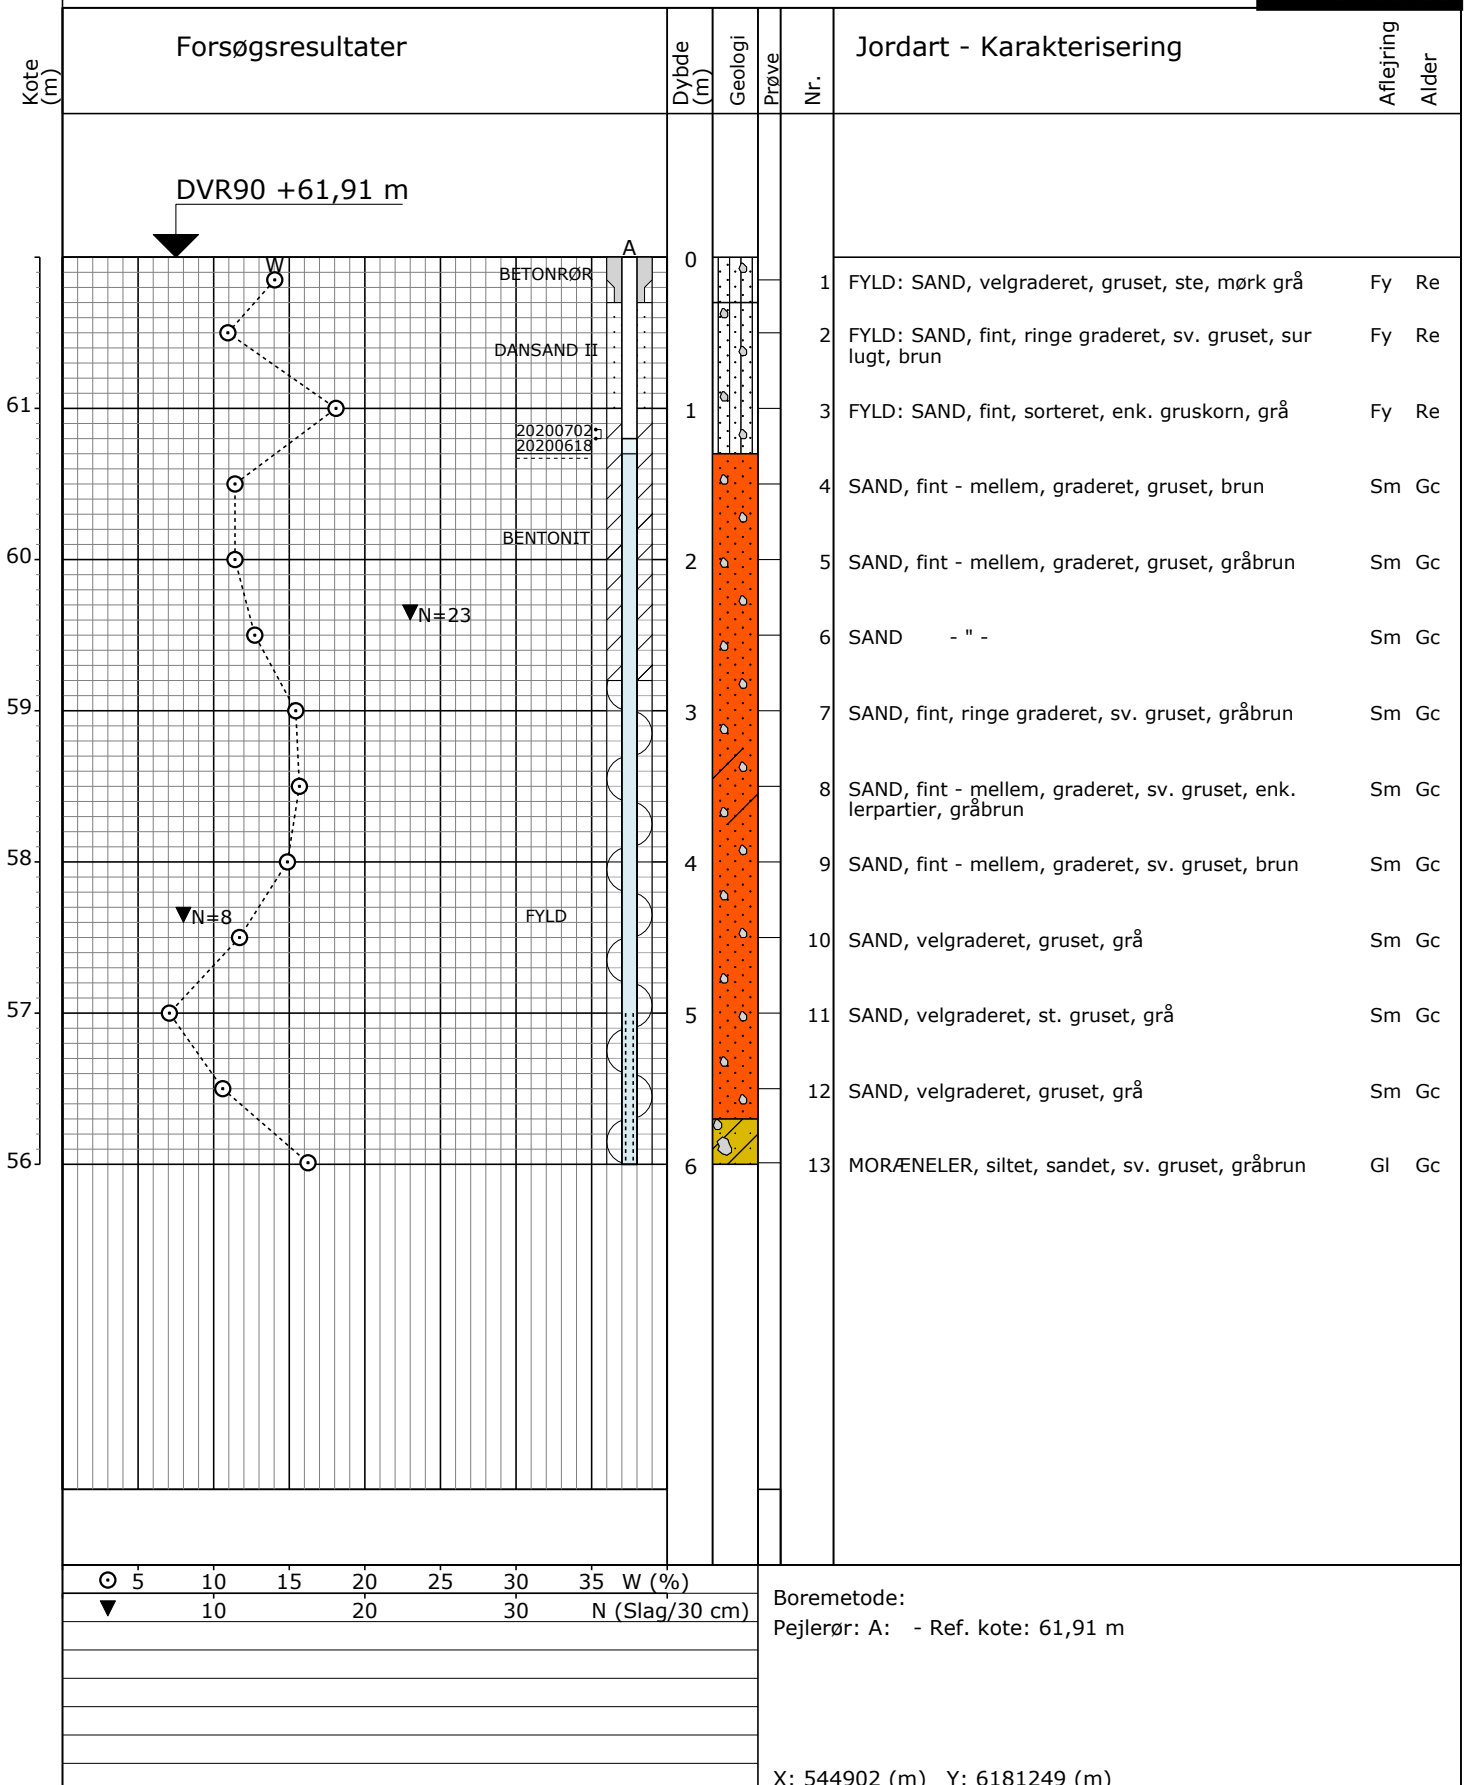 Forsøgsresultater
Kote (m)
Dybde (m)
Geologi
Prøve
Nr.
Jordart - Karakterisering
Aflejring
Alder
DVR90 +61,91 m
W
A
BETONRØR
0
1 FYLD: SAND, velgraderet, gruset, ste, mørk grå Fy Re
DANSAND II
2 FYLD: SAND, fint, ringe graderet, sv. gruset, sur Fy Re
lugt, brun
61
1
3 FYLD: SAND, fint, sorteret, enk. gruskorn, grå Fy Re
20200702
20200618
4 SAND, fint - mellem, graderet, gruset, brun Sm Gc
BENTONIT
60
2
5 SAND, fint - mellem, graderet, gruset, gråbrun Sm Gc
N=23
6 SAND - " - Sm Gc
59
3
7 SAND, fint, ringe graderet, sv. gruset, gråbrun Sm Gc
8 SAND, fint - mellem, graderet, sv. gruset, enk. Sm Gc
lerpartier, gråbrun
58
4
9 SAND, fint - mellem, graderet, sv. gruset, brun Sm Gc
N=8
FYLD
10 SAND, velgraderet, gruset, grå Sm Gc
57
5
11 SAND, velgraderet, st. gruset, grå Sm Gc
12 SAND, velgraderet, gruset, grå Sm Gc
56
6
13 MORÆNELER, siltet, sandet, sv. gruset, gråbrun Gl Gc
5 10 15 20 25 30 35 W (%)
10 20 30 N (Slag/30 cm)
Boremetode:
Pejlerør: A: - Ref. kote: 61,91 m
X: 544902 (m) Y: 6181249 (m)